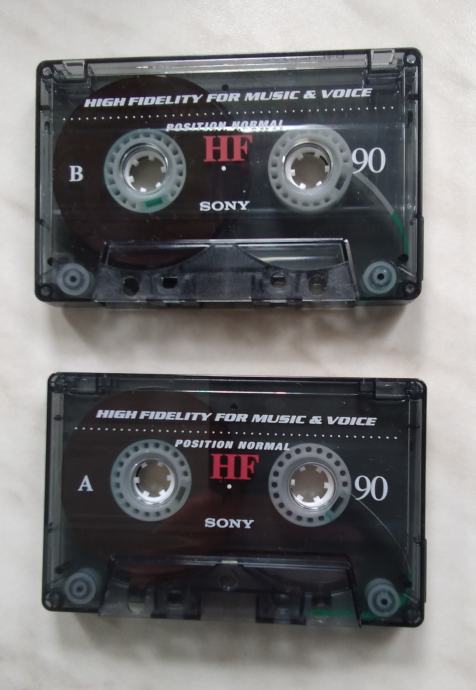 HIGH FIDELITY FOR MUSIC & VOICE
POSITION NORMAL
HF
B
90
SONY
HIGH FIDELITY FOR MUSIC & VOICE
POSITION NORMAL
HF
A
90
SONY